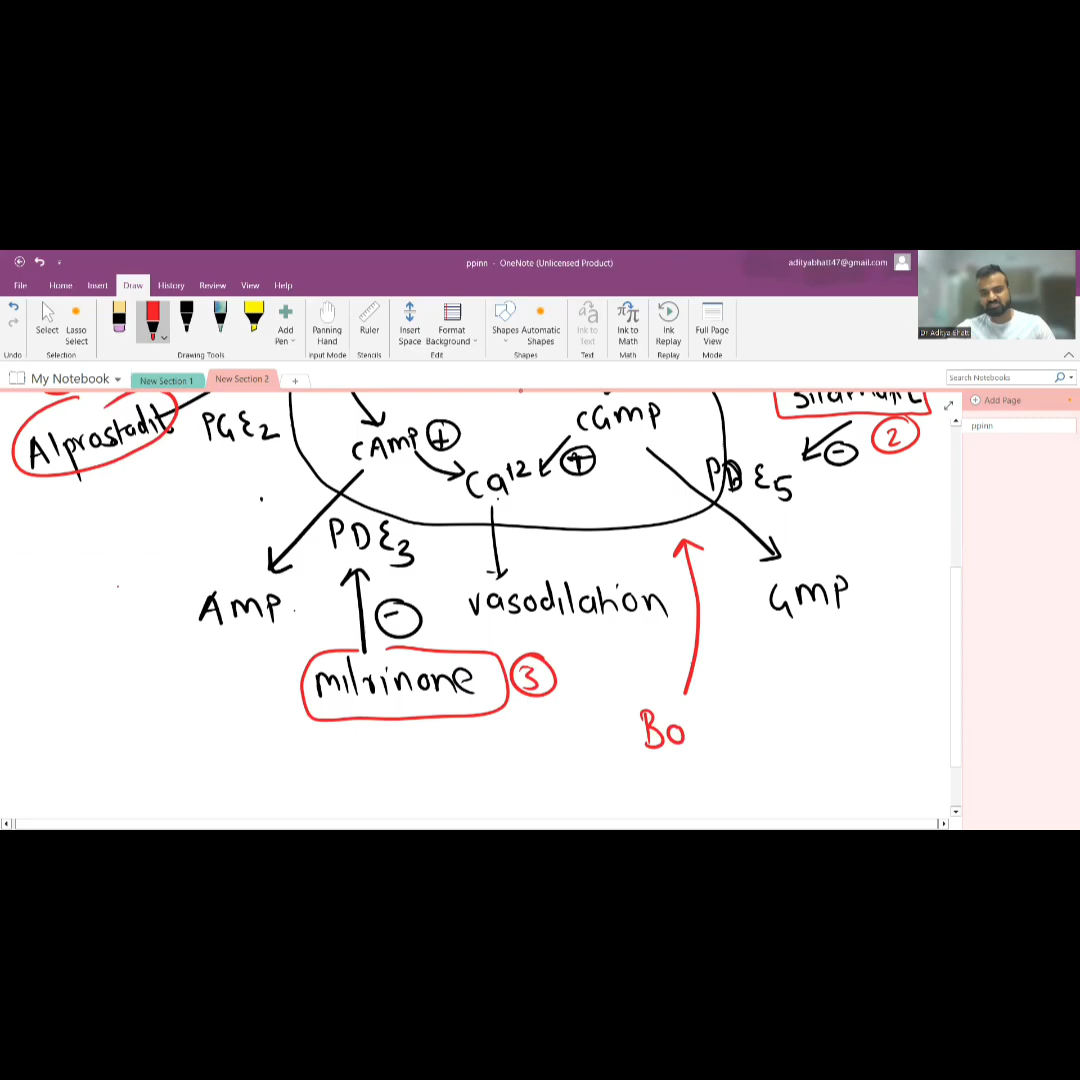 ppinn - OneNote (Unlicensed Product)
adityabhatt47@gmail.com
File Home Insert Draw History Review View Help
Select
Lasso Select
Add Pen
Panning Hand
Ruler
Insert Space
Format Background
Shapes
Automatic Shapes
Ink to Text
Ink to Math
Ink Replay
Full Page View
Undo Selection Drawing Tools Input Mode Stencils Edit Shapes Text Math Replay Mode
Dr Aditya Bhatt
My Notebook New Section 1 New Section 2 +
Search Notebooks
Add Page
ppinn
Alprostadil PGE2
cAMP +
cGMP
2
Ca+2 +
-
PDE5
PDE3
AMP
vasodilation
GMP
-
milrinone 3
Bo